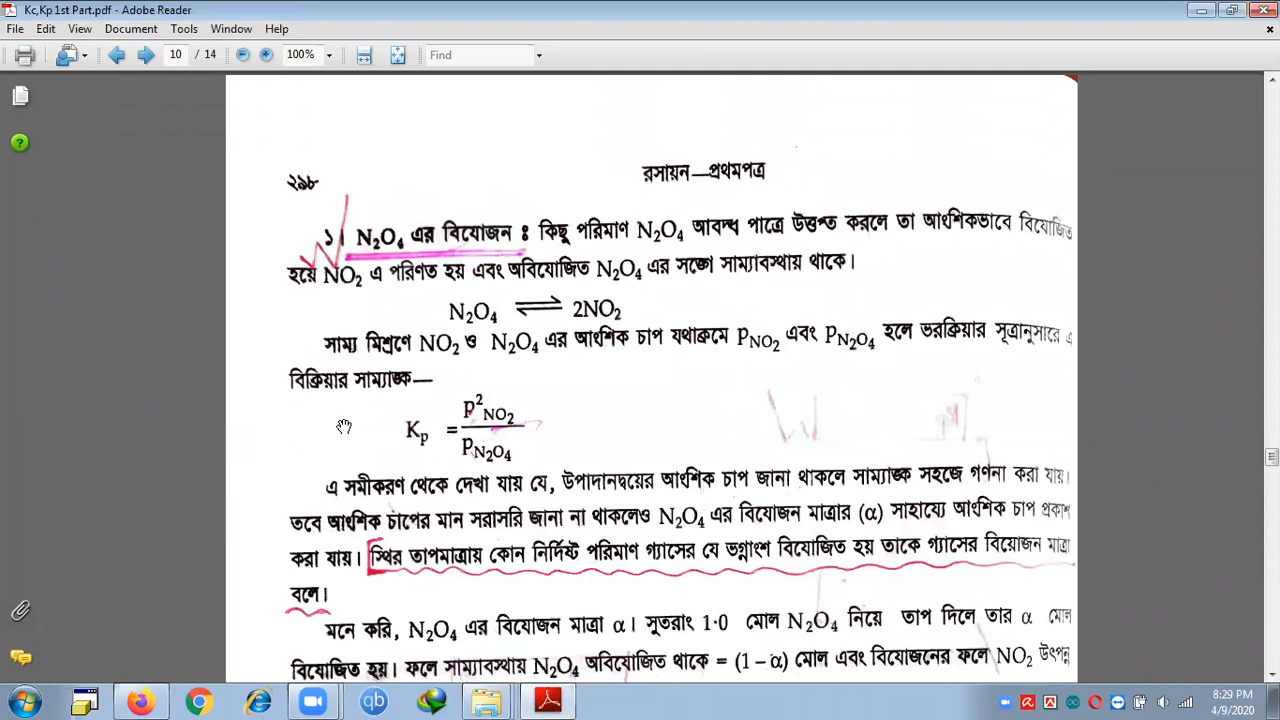 Kc,Kp 1st Part.pdf - Adobe Reader
File Edit View Document Tools Window Help
10 / 14 100% Find
২৯৮ রসায়ন—প্রথমপত্র
১। N₂O₄ এর বিযোজন : কিছু পরিমাণ N₂O₄ আবদ্ধ পাত্রে উত্তপ্ত করলে তা আংশিকভাবে বিযোজিত
হয়ে NO₂ এ পরিণত হয় এবং অবিযোজিত N₂O₄ এর সঙ্গে সাম্যাবস্থায় থাকে।
N₂O₄ ⇌ 2NO₂
সাম্য মিশ্রণে NO₂ ও N₂O₄ এর আংশিক চাপ যথাক্রমে p_NO₂ এবং p_N₂O₄ হলে ভরক্রিয়ার সূত্রানুসারে এ
বিক্রিয়ার সাম্যাঙ্ক—
K_p = p²_NO₂ / p_N₂O₄
এ সমীকরণ থেকে দেখা যায় যে, উপাদানদ্বয়ের আংশিক চাপ জানা থাকলে সাম্যাঙ্ক সহজে গণনা করা যায়।
তবে আংশিক চাপের মান সরাসরি জানা না থাকলেও N₂O₄ এর বিযোজন মাত্রার (α) সাহায্যে আংশিক চাপ প্রকাশ
করা যায়। স্থির তাপমাত্রায় কোন নির্দিষ্ট পরিমাণ গ্যাসের যে ভগ্নাংশ বিযোজিত হয় তাকে গ্যাসের বিয়োজন মাত্রা
বলে।
মনে করি, N₂O₄ এর বিযোজন মাত্রা α। সুতরাং 1·0 মোল N₂O₄ নিয়ে তাপ দিলে তার α মোল
বিযোজিত হয়। ফলে সাম্যাবস্থায় N₂O₄ অবিযোজিত থাকে = (1 – α) মোল এবং বিযোজনের ফলে NO₂ উৎপন্ন
8:29 PM
4/9/2020